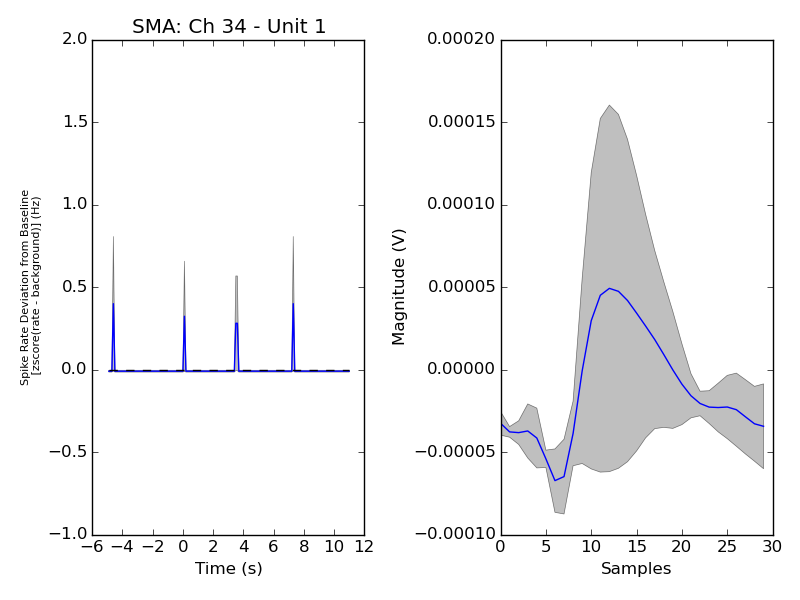 SMA: Ch 34 - Unit 1
Spike Rate Deviation from Baseline
[zscore(rate - background)] (Hz)
2.0
1.5
1.0
0.5
0.0
−0.5
−1.0
−6 −4 −2 0 2 4 6 8 10 12
Time (s)
Magnitude (V)
0.00020
0.00015
0.00010
0.00005
0.00000
−0.00005
−0.00010
0 5 10 15 20 25 30
Samples